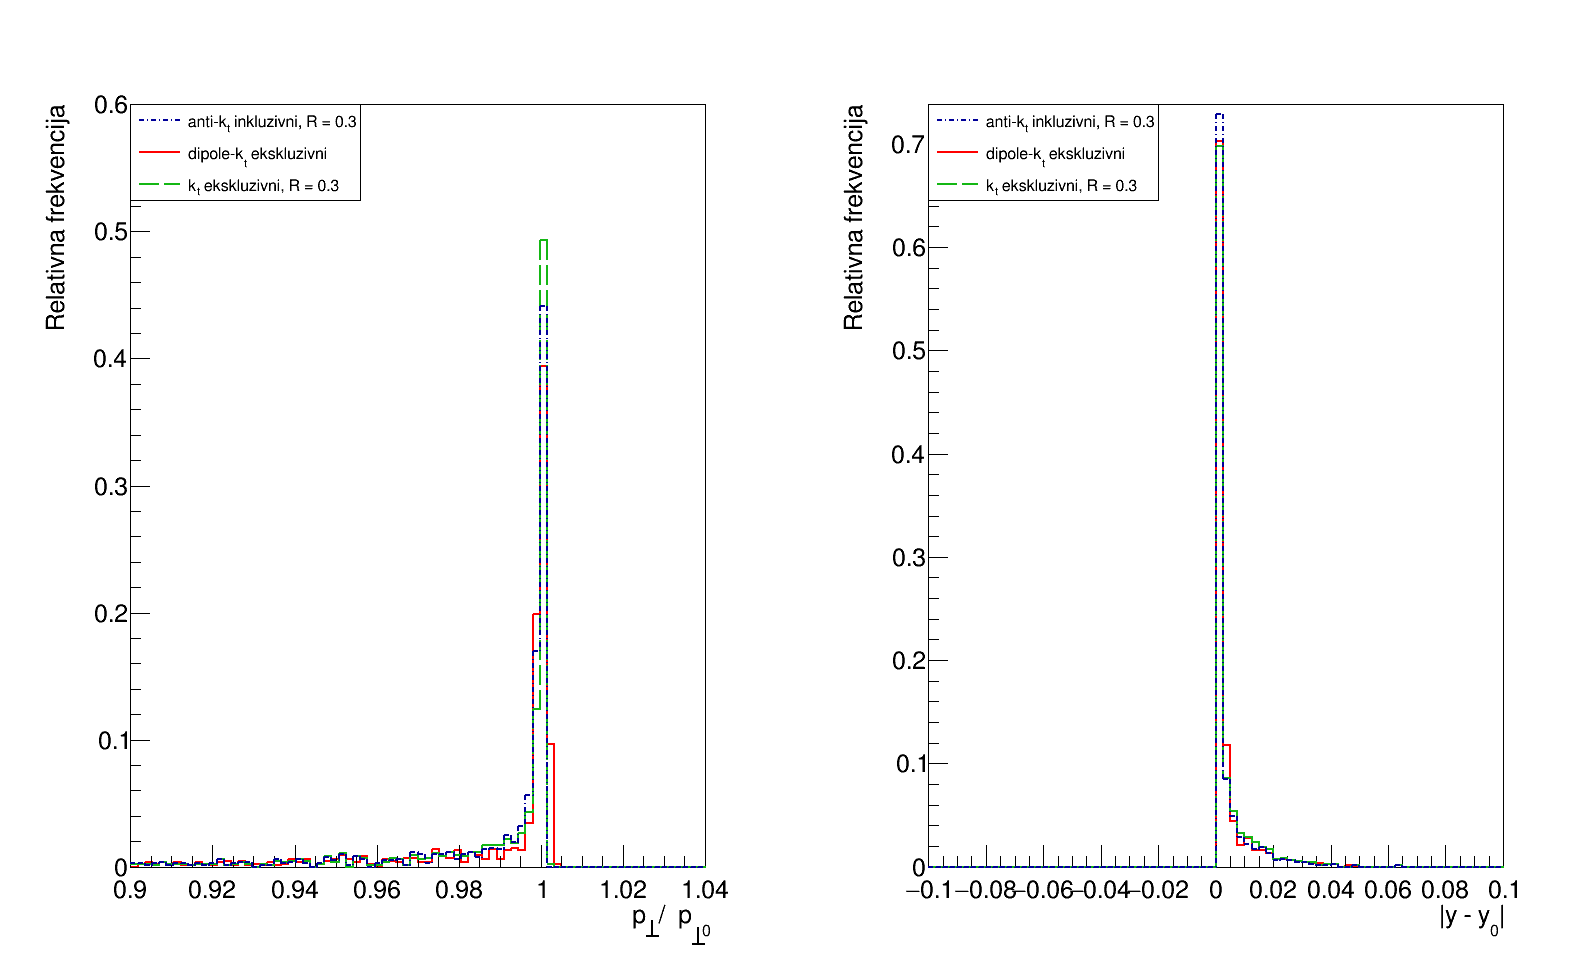 Relativna frekvencija
0.6
0.5
0.4
0.3
0.2
0.1
0
anti-kt inkluzivni, R = 0.3
dipole-kt ekskluzivni
kt ekskluzivni, R = 0.3
0.9 0.92 0.94 0.96 0.98 1 1.02 1.04
p⊥/ p⊥0
Relativna frekvencija
0.7
0.6
0.5
0.4
0.3
0.2
0.1
0
anti-kt inkluzivni, R = 0.3
dipole-kt ekskluzivni
kt ekskluzivni, R = 0.3
−0.1 −0.08 −0.06 −0.04 −0.02 0 0.02 0.04 0.06 0.08 0.1
|y - y0|